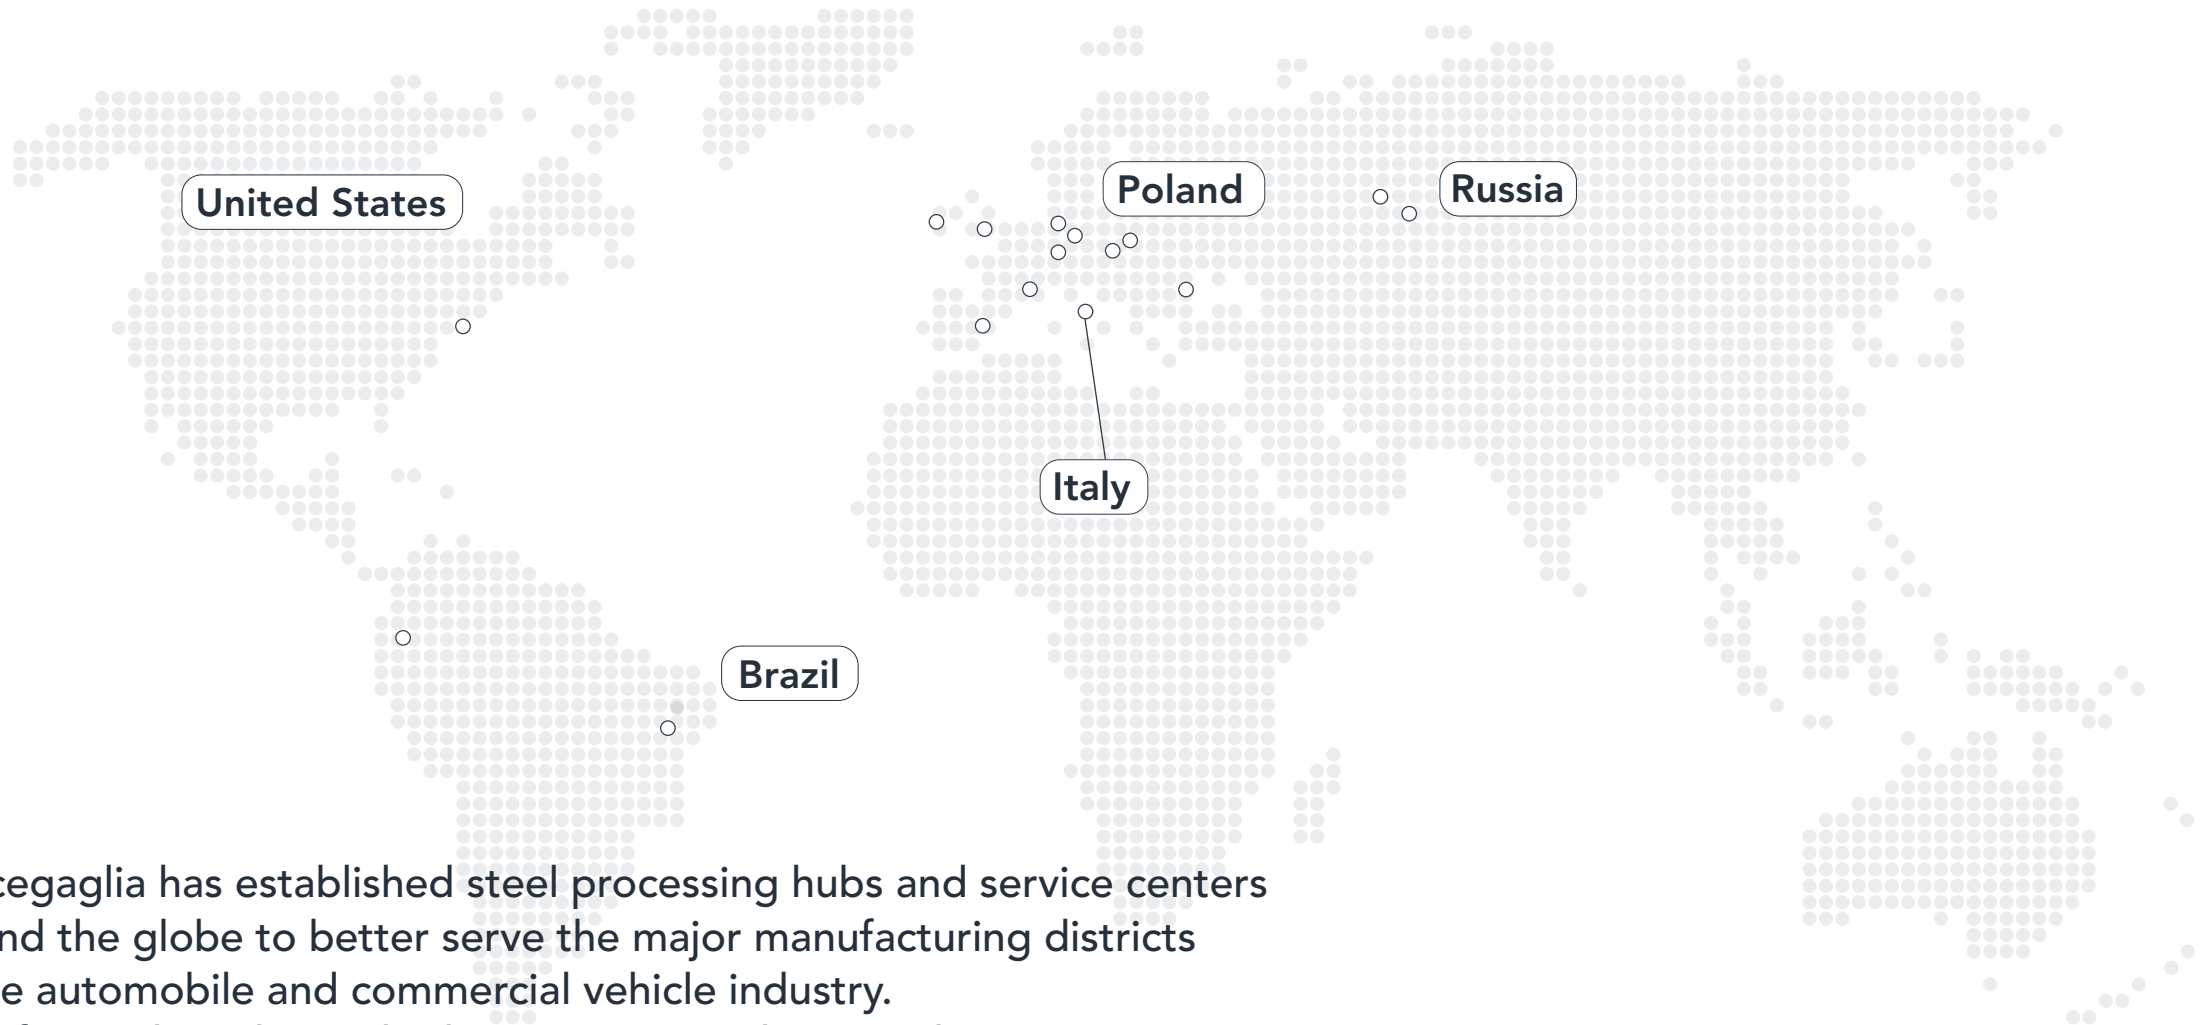 United States
Poland
Russia
Italy
Brazil
cegaglia has established steel processing hubs and service centers
nd the globe to better serve the major manufacturing districts
e automobile and commercial vehicle industry.